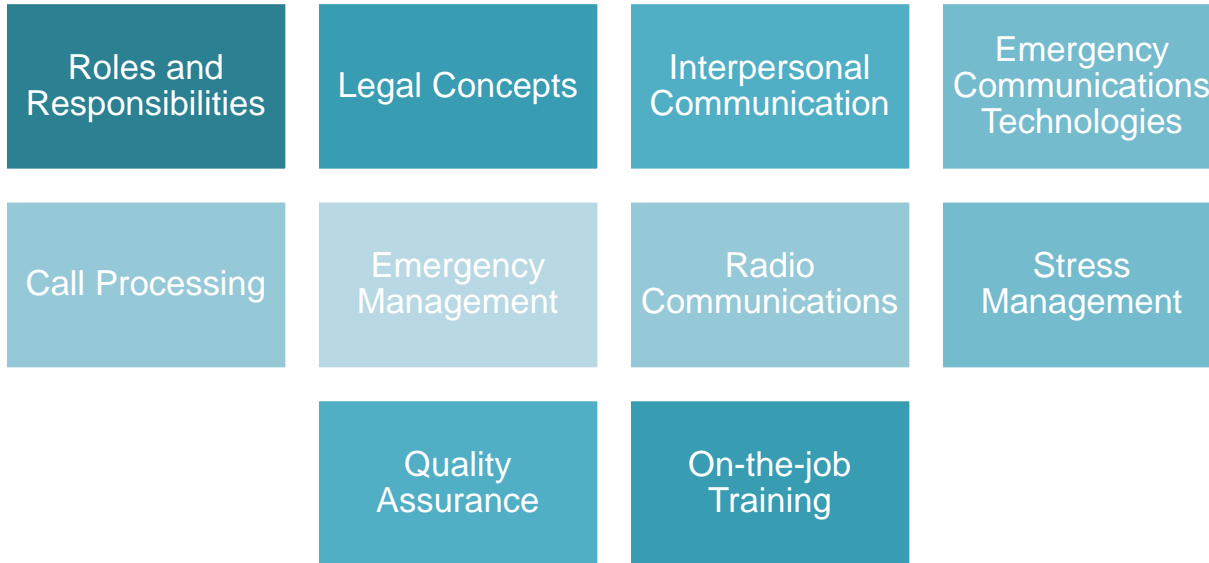 Roles and
Responsibilities
Legal Concepts
Interpersonal
Communication
Emergency
Communications
Technologies
Call Processing
Emergency
Management
Radio
Communications
Stress
Management
Quality
Assurance
On-the-job
Training